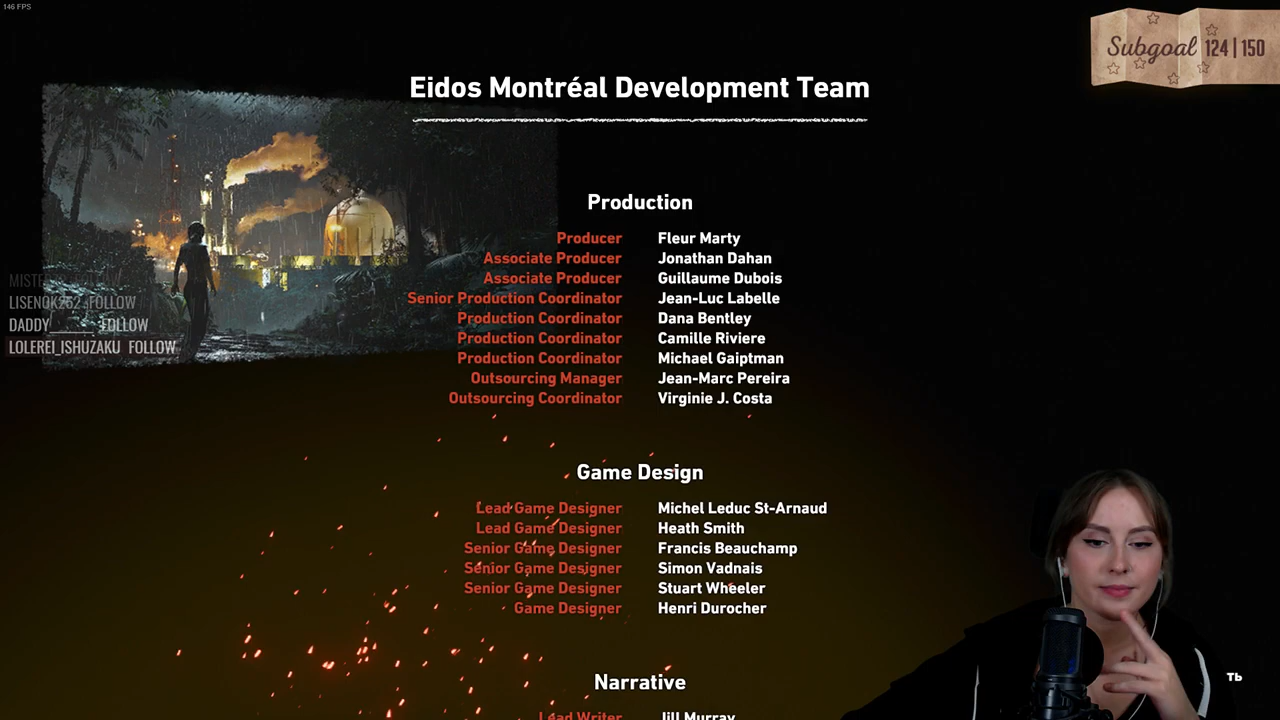 146 FPS
Subgoal 124|150
Eidos Montréal Development Team
Production
Producer Fleur Marty
Associate Producer Jonathan Dahan
Associate Producer Guillaume Dubois
Senior Production Coordinator Jean-Luc Labelle
Production Coordinator Dana Bentley
Production Coordinator Camille Riviere
Production Coordinator Michael Gaiptman
Outsourcing Manager Jean-Marc Pereira
Outsourcing Coordinator Virginie J. Costa
LISENOK252 FOLLOW
DADDY_______ FOLLOW
LOLEREI_ISHUZAKU FOLLOW
Game Design
Lead Game Designer Michel Leduc St-Arnaud
Lead Game Designer Heath Smith
Senior Game Designer Francis Beauchamp
Senior Game Designer Simon Vadnais
Senior Game Designer Stuart Wheeler
Game Designer Henri Durocher
Narrative
Lead Writer Jill Murray
ть